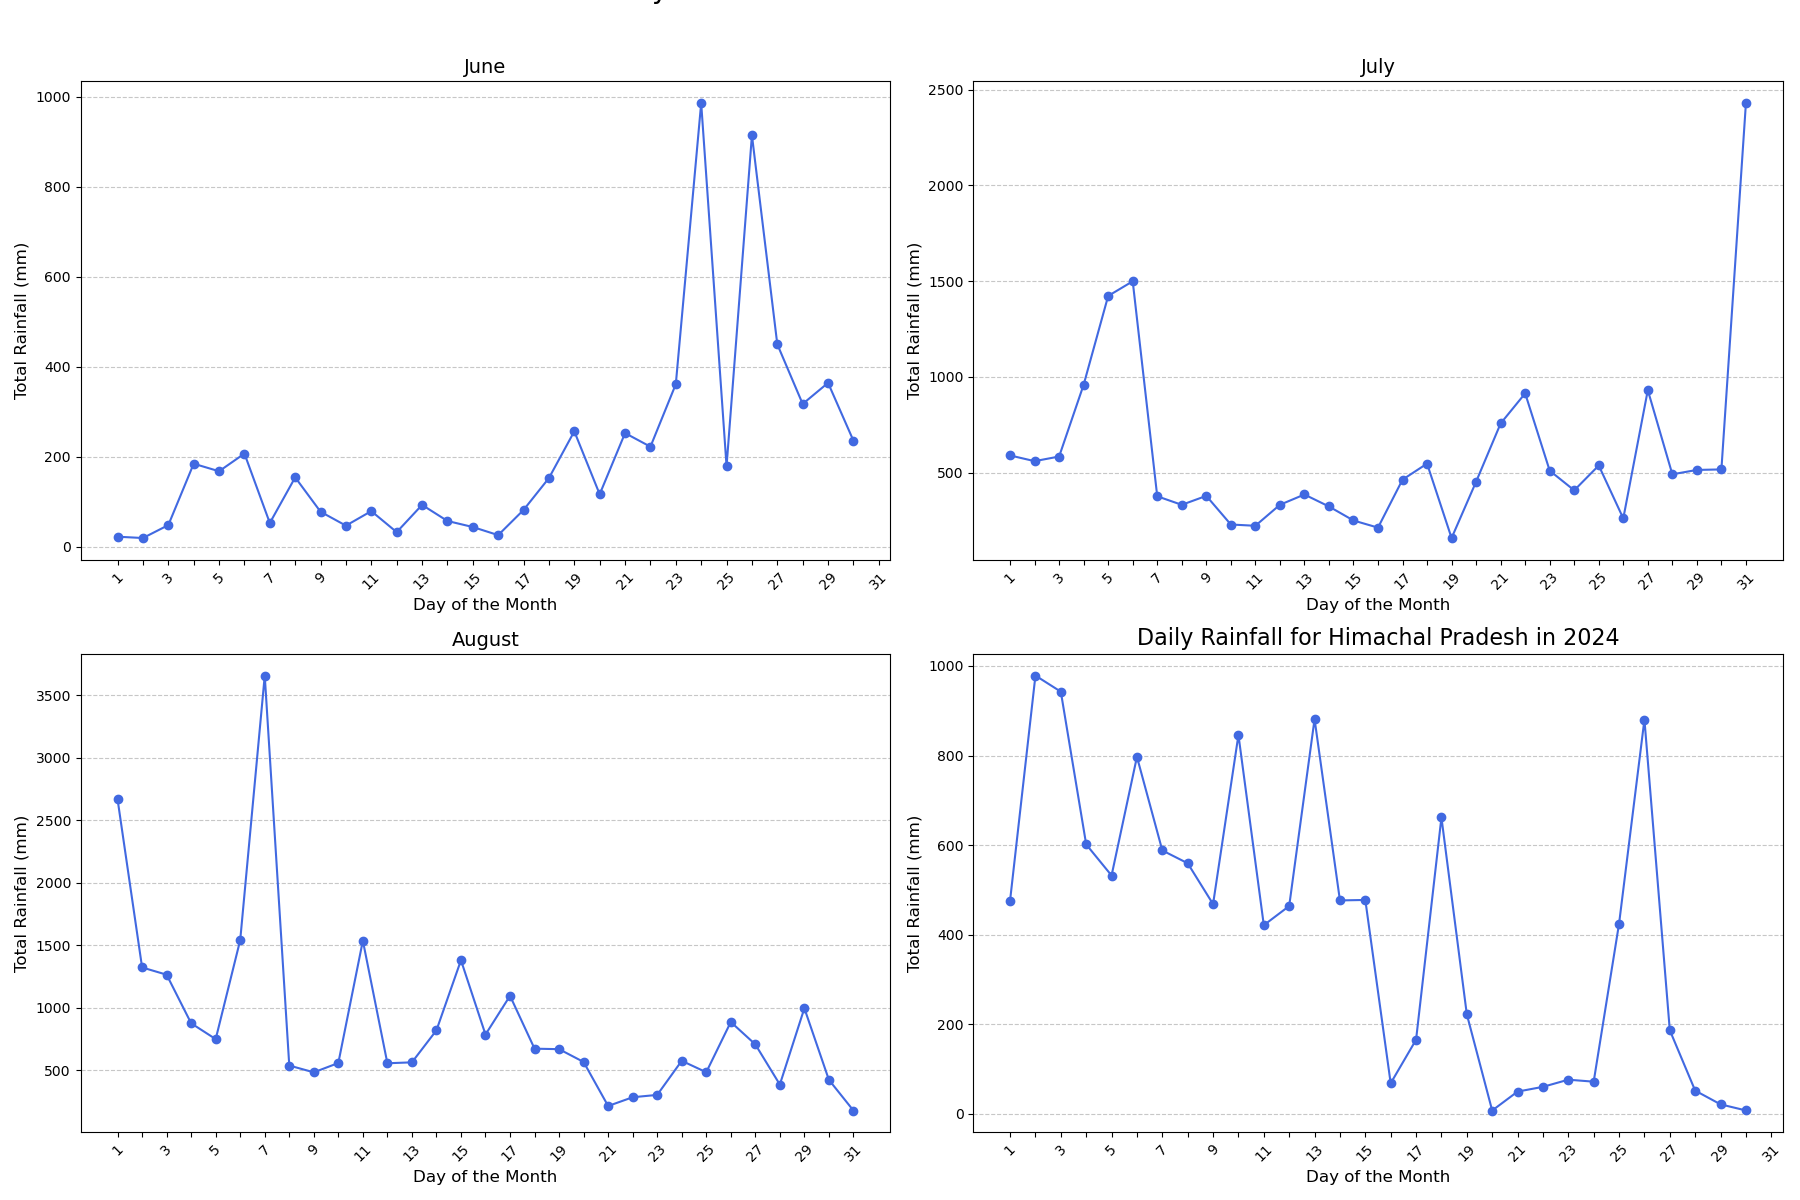 June
1000
800
600
400
200
0
Total Rainfall (mm)
1 3 5 7 9 11 13 15 17 19 21 23 25 27 29 31
Day of the Month
July
2500
2000
1500
1000
500
Total Rainfall (mm)
1 3 5 7 9 11 13 15 17 19 21 23 25 27 29 31
Day of the Month
August
3500
3000
2500
2000
1500
1000
500
Total Rainfall (mm)
1 3 5 7 9 11 13 15 17 19 21 23 25 27 29 31
Day of the Month
Daily Rainfall for Himachal Pradesh in 2024
1000
800
600
400
200
0
Total Rainfall (mm)
1 3 5 7 9 11 13 15 17 19 21 23 25 27 29 31
Day of the Month